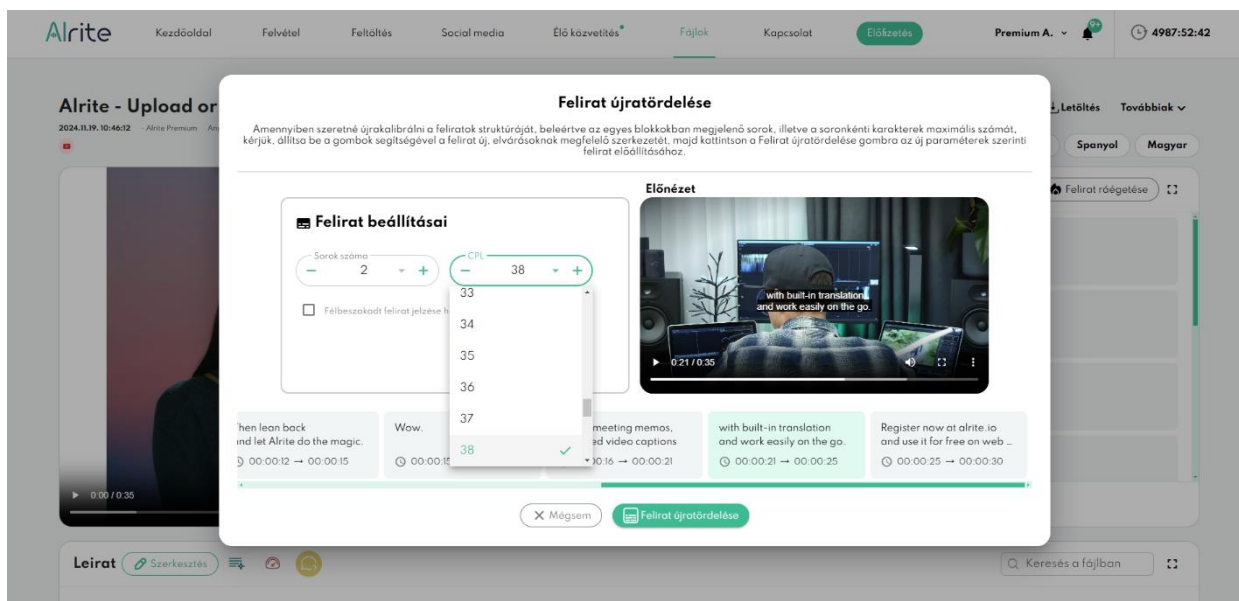 Alrite
Kezdőoldal
Felvétel
Feltöltés
Social media
Élő közvetítés
Fájlok
Kapcsolat
Előfizetés
Premium A.
9+
4987:52:42
Alrite - Upload or
2024.11.19. 10:46:12 - Alrite Premium
Letöltés
Továbbiak
Spanyol
Magyar
Felirat ráégetése
Felirat újratördelése
Amennyiben szeretné újrakalibrálni a feliratok struktúráját, beleértve az egyes blokkokban megjelenő sorok, illetve a soronkénti karakterek maximális számát,
kérjük, állítsa be a gombok segítségével a felirat új, elvárásoknak megfelelő szerkezetét, majd kattintson a Felirat újratördelése gombra az új paraméterek szerinti
felirat előállításához.
Felirat beállításai
Sorok száma
2
CPL
38
Félbeszakadt felirat jelzése h
33
34
35
36
37
38
Előnézet
with built-in translation
and work easily on the go.
0:21 / 0:35
Then lean back
and let Alrite do the magic.
00:00:12 → 00:00:15
Wow.
00:00:15
meeting memos,
ed video captions
00:16 → 00:00:21
with built-in translation
and work easily on the go.
00:00:21 → 00:00:25
Register now at alrite.io
and use it for free on web ...
00:00:25 → 00:00:30
Mégsem
Felirat újratördelése
0:00 / 0:35
Leirat
Szerkesztés
Keresés a fájlban